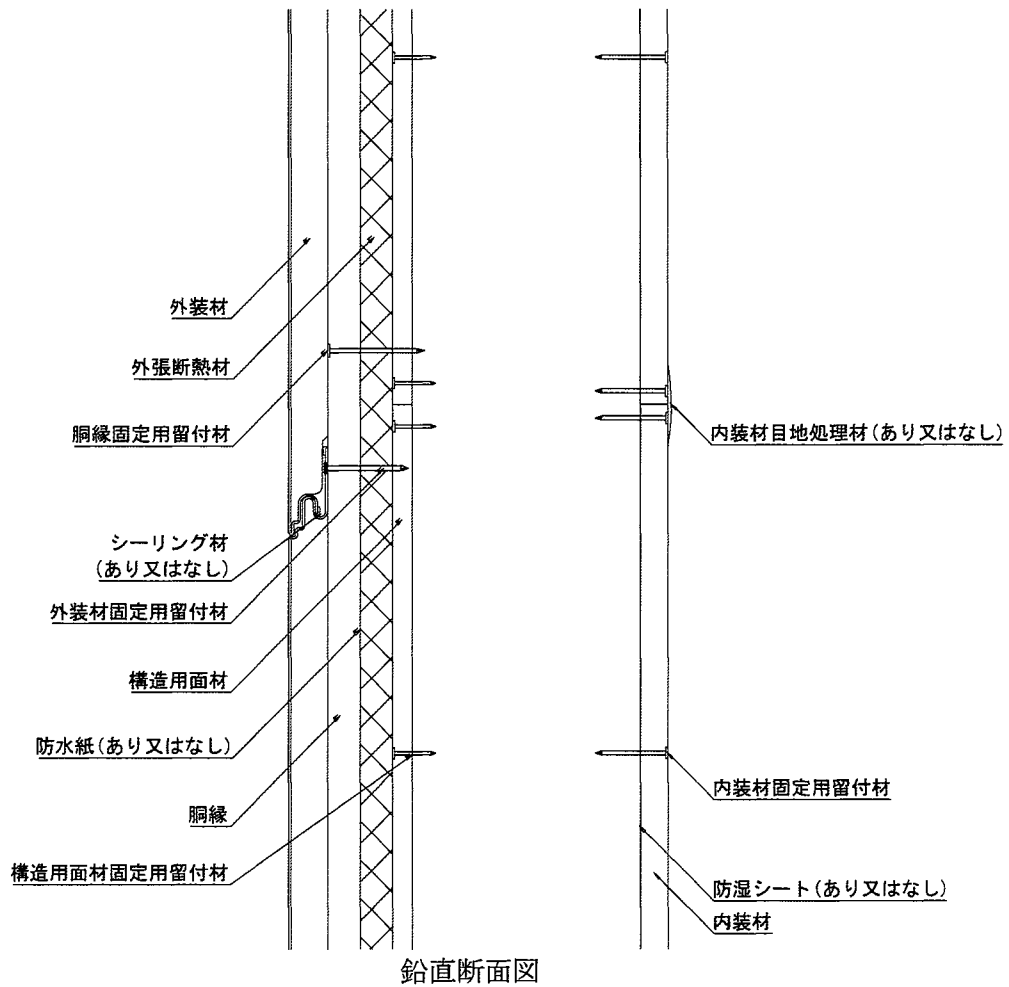 外装材
外張断熱材
胴縁固定用留付材
シーリング材
(あり又はなし)
外装材固定用留付材
構造用面材
防水紙(あり又はなし)
胴縁
構造用面材固定用留付材
内装材目地処理材(あり又はなし)
内装材固定用留付材
防湿シート(あり又はなし)
内装材
鉛直断面図